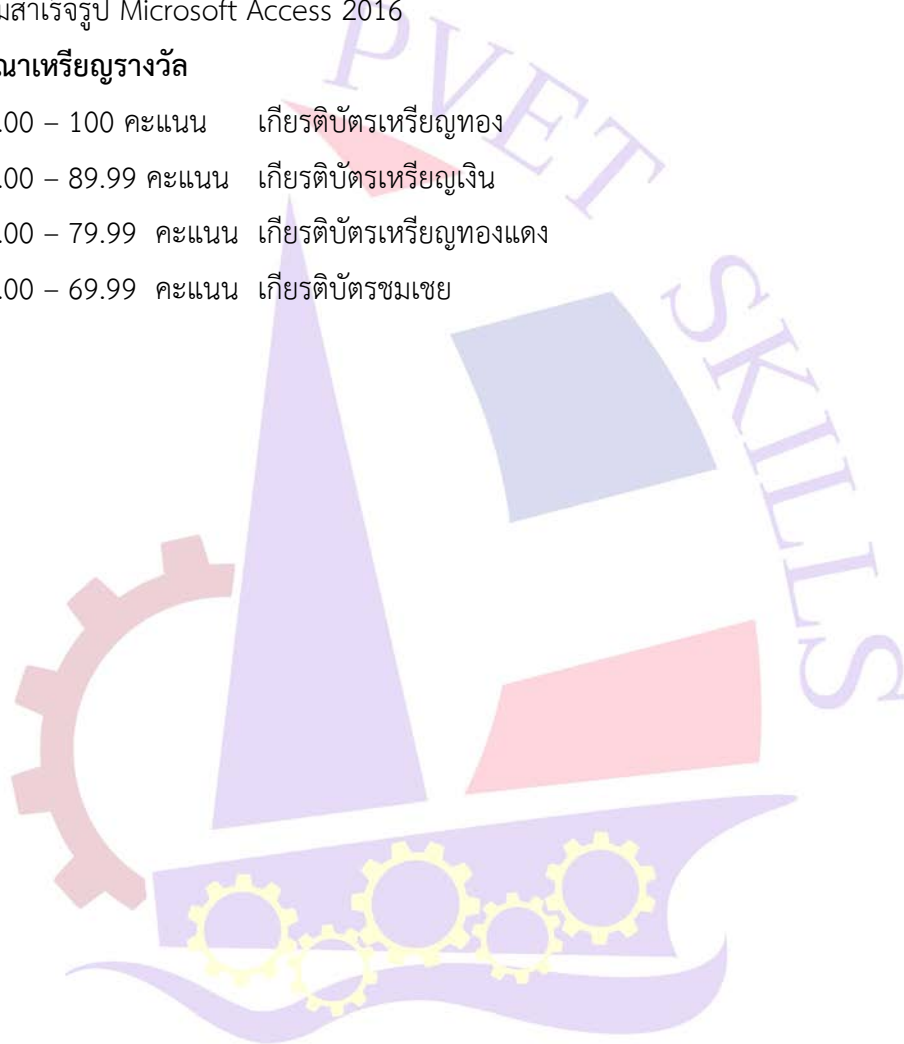 มสำเร็จรูป Microsoft Access 2016
ณาเหรียญรางวัล
.00 – 100 คะแนน เกียรติบัตรเหรียญทอง
.00 – 89.99 คะแนน เกียรติบัตรเหรียญเงิน
.00 – 79.99 คะแนน เกียรติบัตรเหรียญทองแดง
.00 – 69.99 คะแนน เกียรติบัตรชมเชย
PVET SKILLS